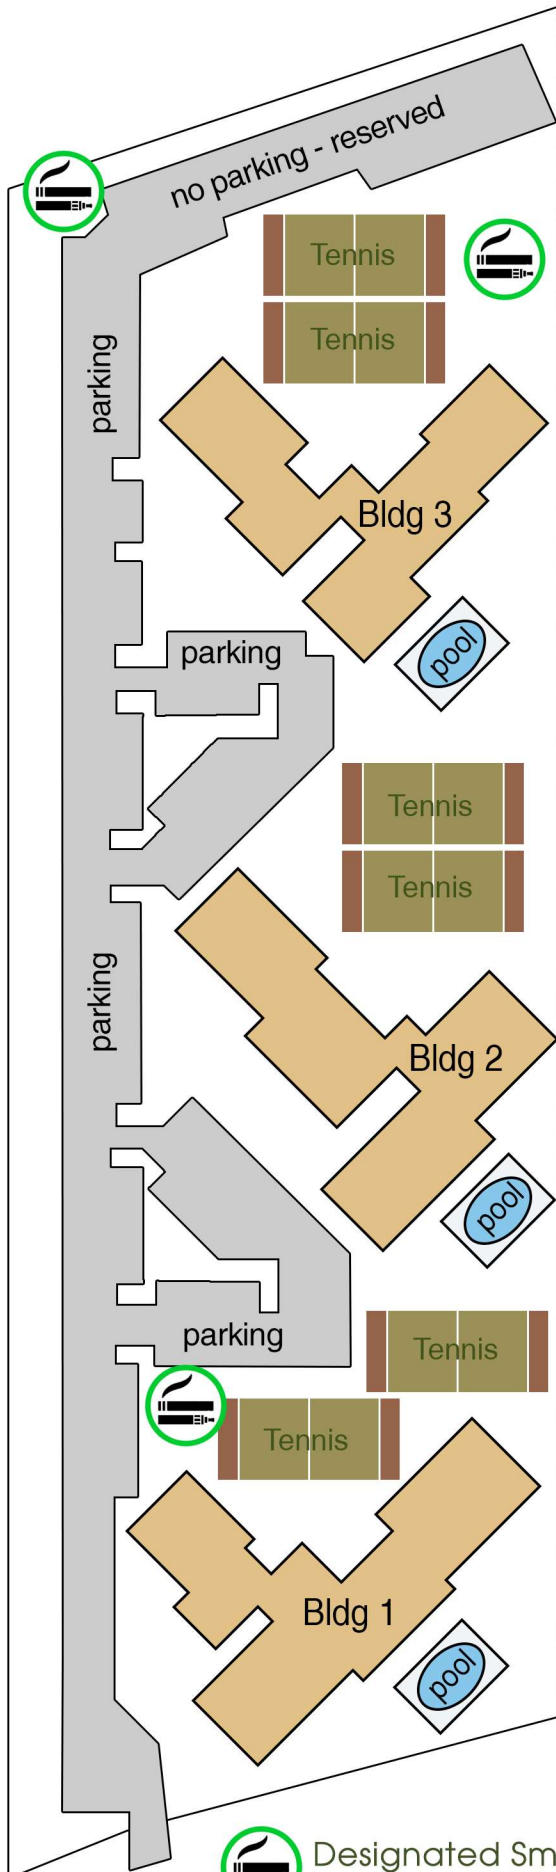 no parking - reserved
Tennis
Tennis
parking
Bldg 3
pool
parking
Tennis
Tennis
parking
Bldg 2
pool
parking
Tennis
Tennis
Bldg 1
pool
Designated Sm